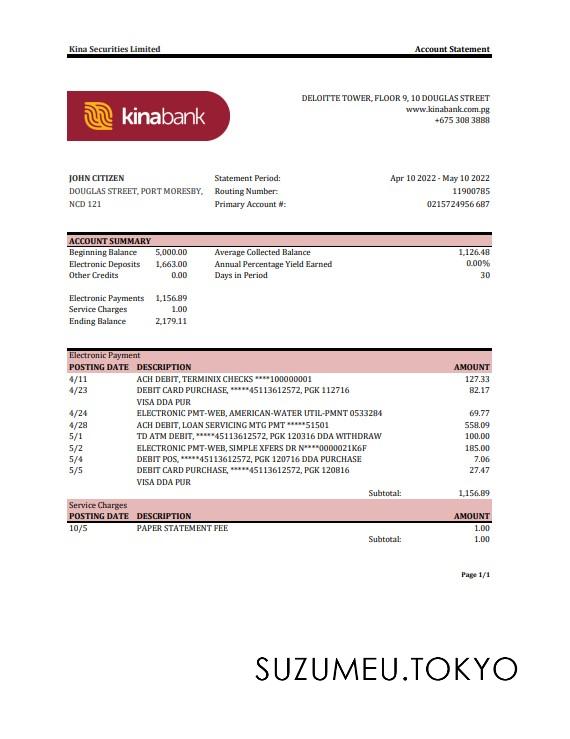 Kina Securities Limited Account Statement
kinabank
DELOITTE TOWER, FLOOR 9, 10 DOUGLAS STREET
www.kinabank.com.pg
+675 308 3888
JOHN CITIZEN Statement Period: Apr 10 2022 - May 10 2022
DOUGLAS STREET, PORT MORESBY, Routing Number: 11900785
NCD 121 Primary Account #: 0215724956 687
ACCOUNT SUMMARY
Beginning Balance 5,000.00 Average Collected Balance 1,126.48
Electronic Deposits 1,663.00 Annual Percentage Yield Earned 0.00%
Other Credits 0.00 Days in Period 30
Electronic Payments 1,156.89
Service Charges 1.00
Ending Balance 2,179.11
Electronic Payment
POSTING DATE DESCRIPTION AMOUNT
4/11 ACH DEBIT, TERMINIX CHECKS ****100000001 127.33
4/23 DEBIT CARD PURCHASE, *****45113612572, PGK 112716 82.17
VISA DDA PUR
4/24 ELECTRONIC PMT-WEB, AMERICAN-WATER UTIL-PMNT 0533284 69.77
4/28 ACH DEBIT, LOAN SERVICING MTG PMT *****51501 558.09
5/1 TD ATM DEBIT, *****45113612572, PGK 120316 DDA WITHDRAW 100.00
5/2 ELECTRONIC PMT-WEB, SIMPLE XFERS DR N****0000021K6F 185.00
5/4 DEBIT POS, *****45113612572, PGK 120716 DDA PURCHASE 7.06
5/5 DEBIT CARD PURCHASE, *****45113612572, PGK 120816 27.47
VISA DDA PUR
Subtotal: 1,156.89
Service Charges
POSTING DATE DESCRIPTION AMOUNT
10/5 PAPER STATEMENT FEE 1.00
Subtotal: 1.00
Page 1/1
SUZUMEU.TOKYO